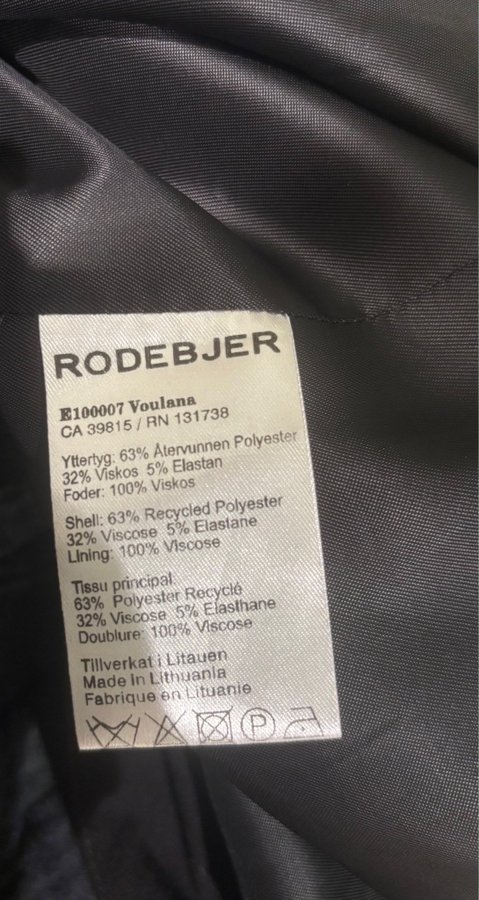 RODEBJER
E100007 Voulana
CA 39815 / RN 131738
Yttertyg: 63% Återvunnen Polyester
32% Viskos 5% Elastan
Foder: 100% Viskos
Shell: 63% Recycled Polyester
32% Viscose 5% Elastane
Lining: 100% Viscose
Tissu principal:
63% Polyester Recyclé
32% Viscose 5% Elasthane
Doublure: 100% Viscose
Tillverkat i Litauen
Made in Lithuania
Fabrique en Lituanie
P